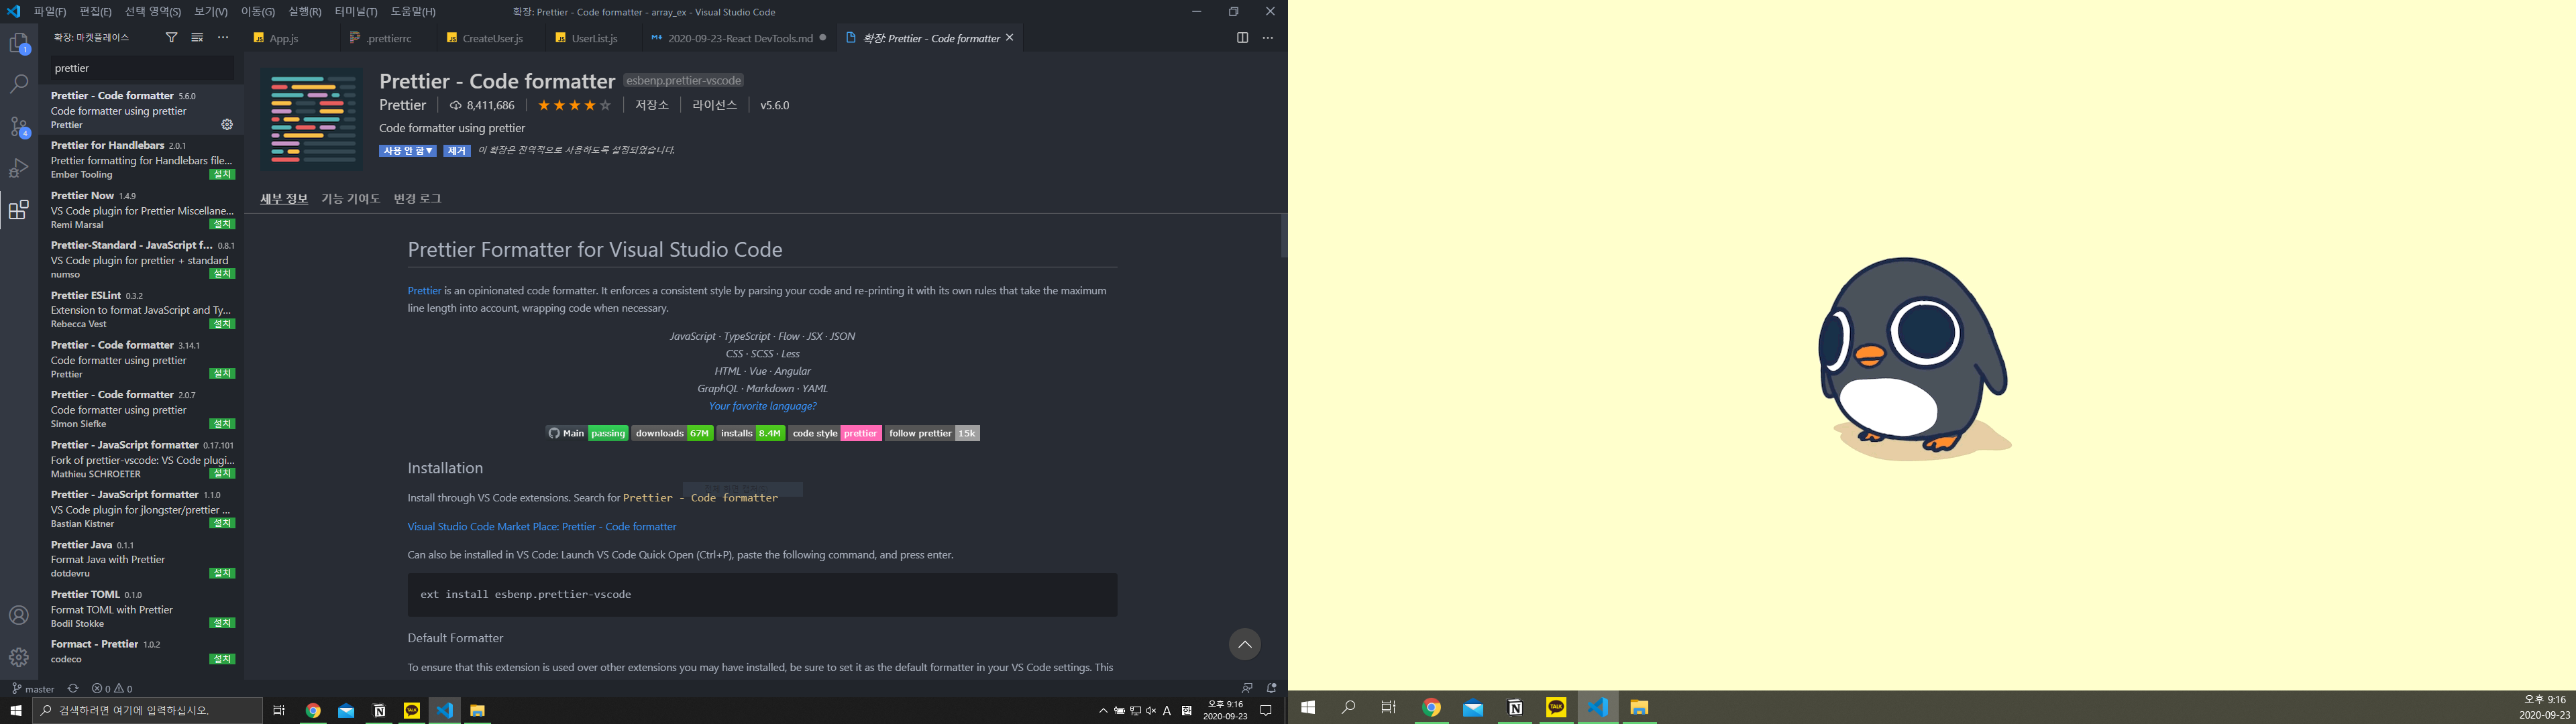 파일(F) 편집(E) 선택 영역(S) 보기(V) 이동(G) 실행(R) 터미널(T) 도움말(H) 확장: Prettier - Code formatter - array_ex - Visual Studio Code
확장: 마켓플레이스
App.js .prettierrc CreateUser.js UserList.js 2020-09-23-React DevTools.md 확장: Prettier - Code formatter
1
4
prettier
Prettier - Code formatter 5.6.0
Code formatter using prettier
Prettier
Prettier for Handlebars 2.0.1
Prettier formatting for Handlebars file...
Ember Tooling 설치
Prettier Now 1.4.9
VS Code plugin for Prettier Miscellane...
Remi Marsal 설치
Prettier-Standard - JavaScript f... 0.8.1
VS Code plugin for prettier + standard
numso 설치
Prettier ESLint 0.3.2
Extension to format JavaScript and Ty...
Rebecca Vest 설치
Prettier - Code formatter 3.14.1
Code formatter using prettier
Prettier 설치
Prettier - Code formatter 2.0.7
Code formatter using prettier
Simon Siefke 설치
Prettier - JavaScript formatter 0.17.101
Fork of prettier-vscode: VS Code plugi...
Mathieu SCHROETER 설치
Prettier - JavaScript formatter 1.1.0
VS Code plugin for jlongster/prettier ...
Bastian Kistner 설치
Prettier Java 0.1.1
Format Java with Prettier
dotdevru 설치
Prettier TOML 0.1.0
Format TOML with Prettier
Bodil Stokke 설치
Formact - Prettier 1.0.2
codeco 설치
Prettier - Code formatter esbenp.prettier-vscode
Prettier 8,411,686 저장소 라이선스 v5.6.0
Code formatter using prettier
사용 안 함▼ 제거 이 확장은 전역적으로 사용하도록 설정되었습니다.
세부 정보 기능 기여도 변경 로그
Prettier Formatter for Visual Studio Code
Prettier is an opinionated code formatter. It enforces a consistent style by parsing your code and re-printing it with its own rules that take the maximum
line length into account, wrapping code when necessary.
JavaScript · TypeScript · Flow · JSX · JSON
CSS · SCSS · Less
HTML · Vue · Angular
GraphQL · Markdown · YAML
Your favorite language?
Main passing downloads 67M installs 8.4M code style prettier follow prettier 15k
Installation
Install through VS Code extensions. Search for Prettier - Code formatter
Visual Studio Code Market Place: Prettier - Code formatter
Can also be installed in VS Code: Launch VS Code Quick Open (Ctrl+P), paste the following command, and press enter.
ext install esbenp.prettier-vscode
Default Formatter
To ensure that this extension is used over other extensions you may have installed, be sure to set it as the default formatter in your VS Code settings. This
master 0 0
검색하려면 여기에 입력하십시오.
N TALK A 한 오후 9:16
2020-09-23
N TALK 오후 9:16
2020-09-23